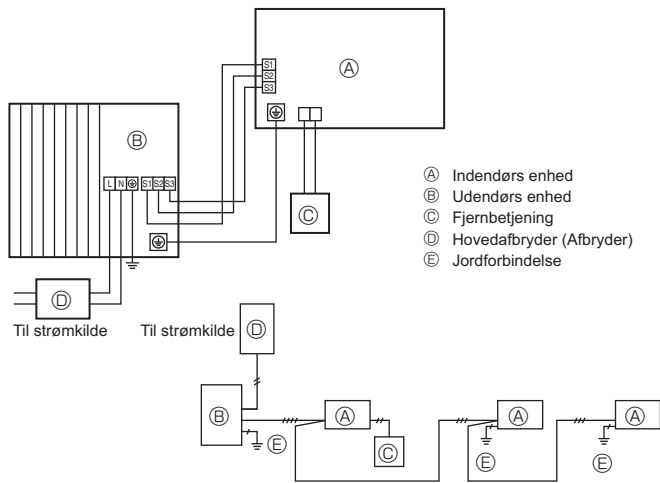 S1
S2
S3
Ⓐ
Ⓑ
L N S1 S2 S3
Ⓒ
Ⓐ Indendørs enhed
Ⓑ Udendørs enhed
Ⓒ Fjernbetjening
Ⓓ Hovedafbryder (Afbryder)
Ⓔ Jordforbindelse
Ⓓ
Til strømkilde
Til strømkilde Ⓓ
Ⓑ Ⓐ Ⓐ Ⓐ
Ⓔ Ⓒ Ⓔ Ⓔ